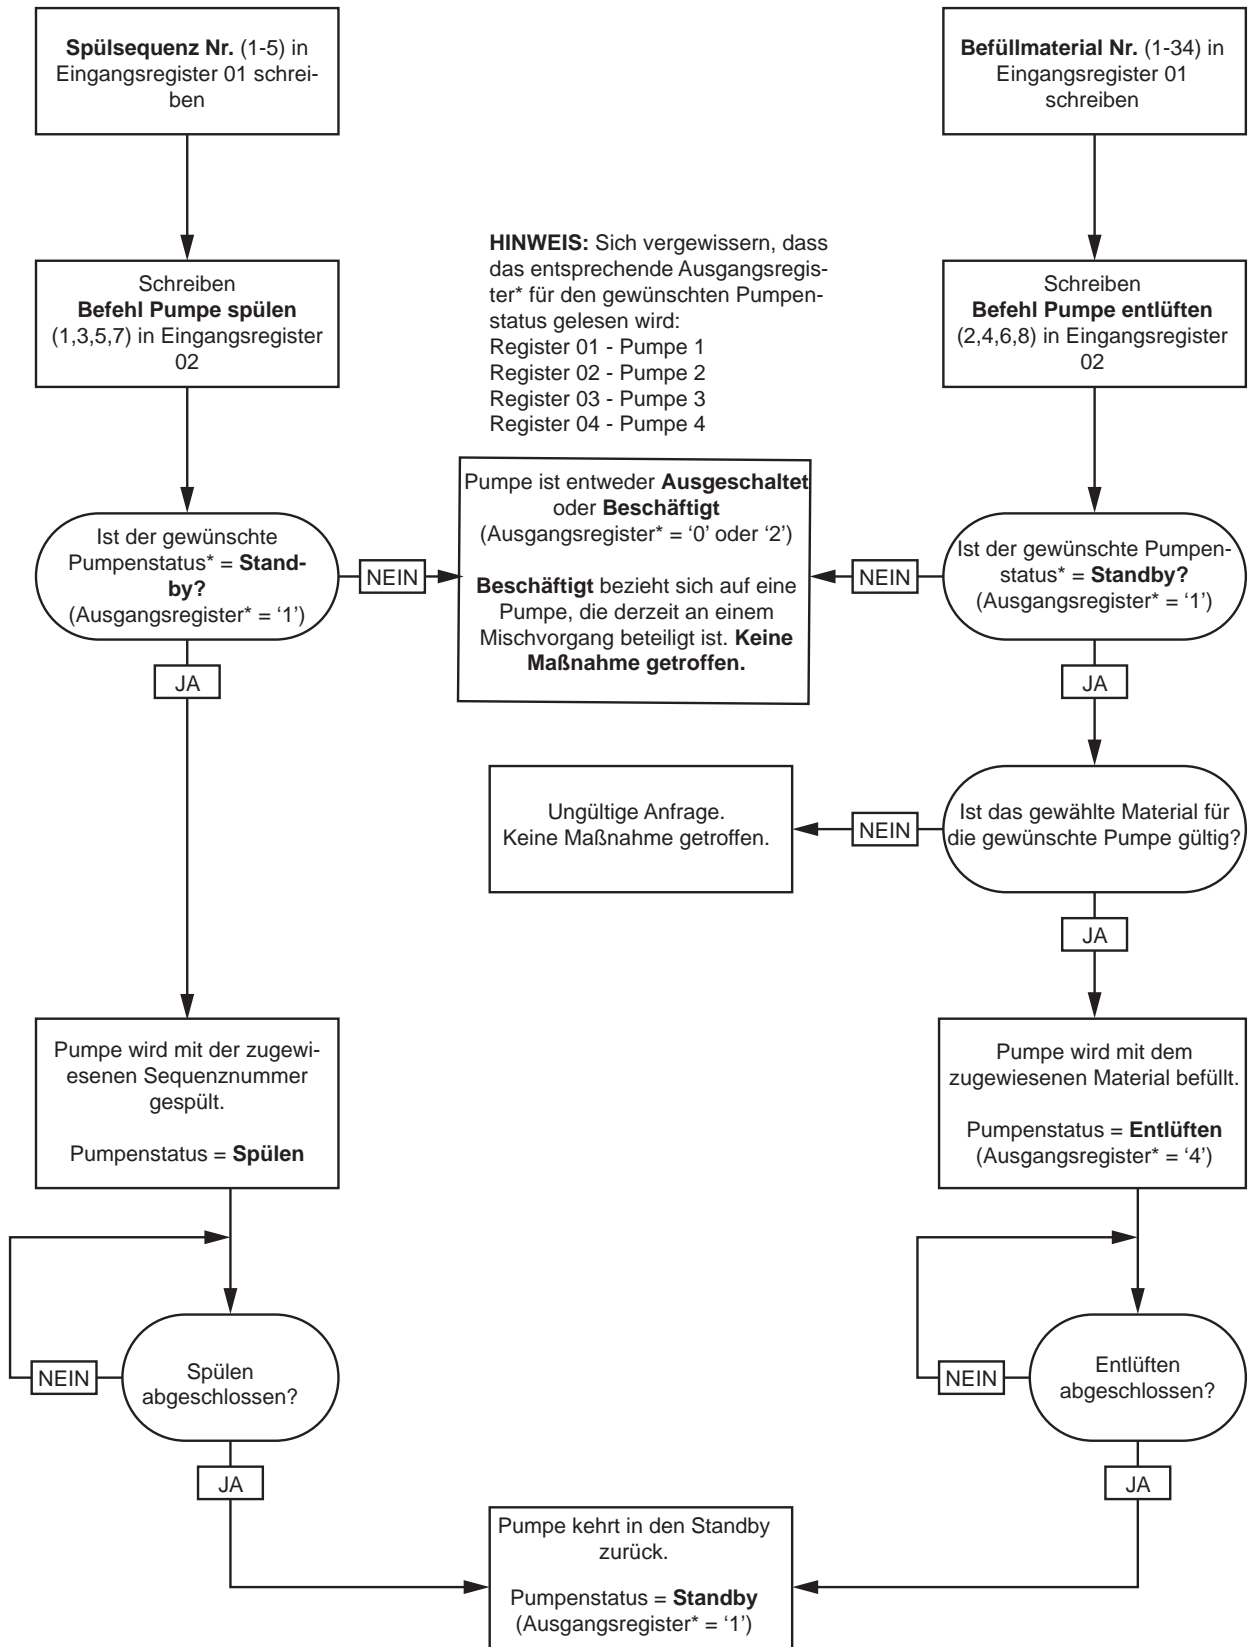 Spülsequenz Nr. (1-5) in
Eingangsregister 01 schrei-
ben
Befüllmaterial Nr. (1-34) in
Eingangsregister 01
schreiben
HINWEIS: Sich vergewissern, dass
das entsprechende Ausgangsregis-
ter* für den gewünschten Pumpen-
status gelesen wird:
Register 01 - Pumpe 1
Register 02 - Pumpe 2
Register 03 - Pumpe 3
Register 04 - Pumpe 4
Schreiben
Befehl Pumpe spülen
(1,3,5,7) in Eingangsregister
02
Schreiben
Befehl Pumpe entlüften
(2,4,6,8) in Eingangsregister
02
Ist der gewünschte
Pumpenstatus* = Stand-
by?
(Ausgangsregister* = ‘1’)
NEIN
Pumpe ist entweder Ausgeschaltet
oder Beschäftigt
(Ausgangsregister* = ‘0’ oder ‘2’)
Beschäftigt bezieht sich auf eine
Pumpe, die derzeit an einem
Mischvorgang beteiligt ist. Keine
Maßnahme getroffen.
NEIN
Ist der gewünschte Pumpen-
status* = Standby?
(Ausgangsregister* = ‘1’)
JA
JA
Ungültige Anfrage.
Keine Maßnahme getroffen.
NEIN
Ist das gewählte Material für
die gewünschte Pumpe gültig?
JA
Pumpe wird mit der zugewi-
esenen Sequenznummer
gespült.
Pumpenstatus = Spülen
Pumpe wird mit dem
zugewiesenen Material befüllt.
Pumpenstatus = Entlüften
(Ausgangsregister* = ‘4’)
NEIN
Spülen
abgeschlossen?
NEIN
Entlüften
abgeschlossen?
JA
JA
Pumpe kehrt in den Standby
zurück.
Pumpenstatus = Standby
(Ausgangsregister* = ‘1’)